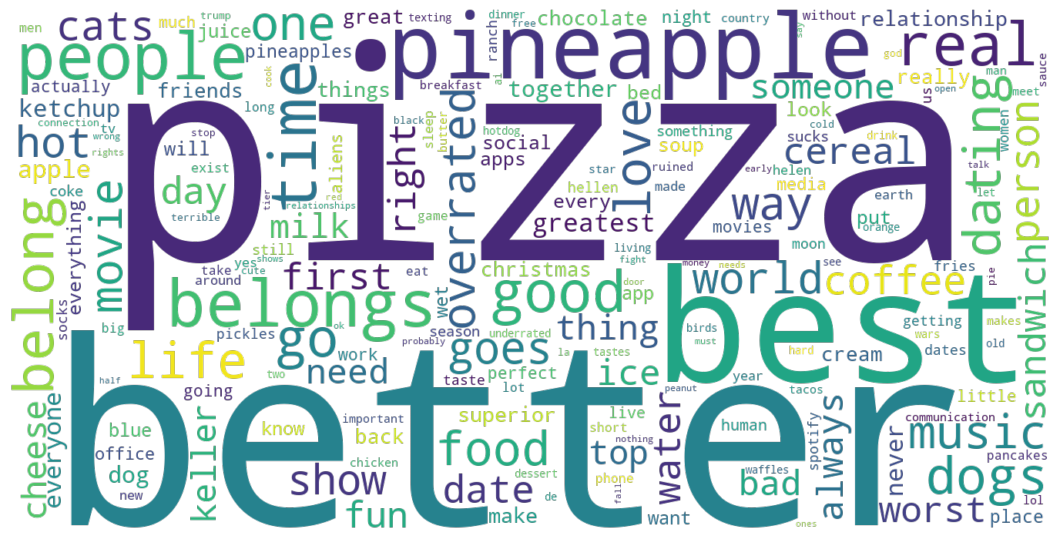 pizza
better
best
•pineapple
people
cats
one
real
time
belong
belongs
life
movie
love
way
good
dating
person
hot
day
right
first
overrated
milk
someone
cereal
world
coffee
sandwich
music
dogs
worst
always
bad
water
top
food
date
show
fun
keller
cheese
everyone
go
goes
need
thing
ice
superior
greatest
together
things
ketchup
apple
friends
juice
pineapples
much
men
actually
connection
tv
long
great
trump
texting
dinner
free
cook
breakfast
ai
ranch
butter
sleep
black
chocolate
night
country
without
say
relationship
god
open
man
sauce
really
us
meet
women
bed
look
cold
sucks
drink
talk
let
hotdog
social
apps
something
soup
ruined
early
star
made
helen
hellen
media
every
movies
moon
earth
put
orange
will
stop
wrong
rights
exist
coke
terrible
tier
everything
socks
still
yes
cute
shows
take
around
relationships
realiens
game
eat
christmas
living
fight
app
door
money
needs
see
fries
pie
wet
season
underrated
la
tastes
birds
must
wars
hard
getting
makes
old
cream
dates
big
pickles
ok
work
probably
two
going
taste
perfect
lot
year
tacos
peanut
little
communication
half
blue
office
dog
new
know
important
back
chicken
nothing
short
live
phone
dessert
de
make
want
fall
human
waffles
spotify
never
pancakes
lol
place
ones